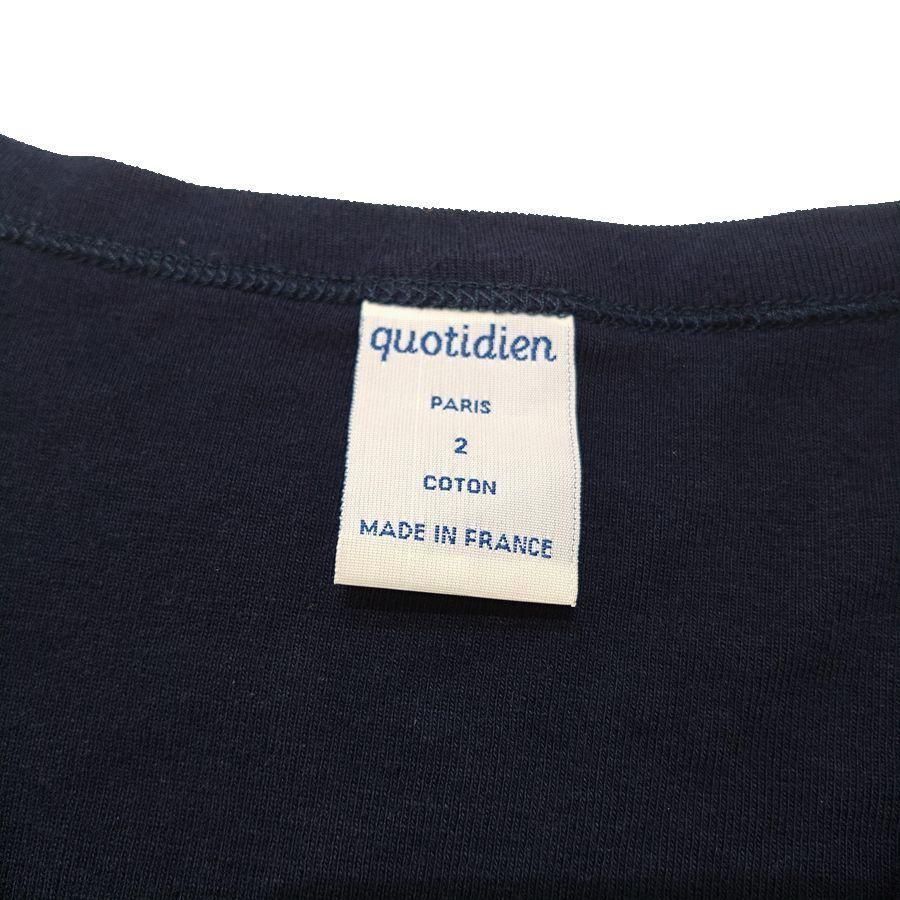 quotidien
PARIS
2
COTON
MADE IN FRANCE